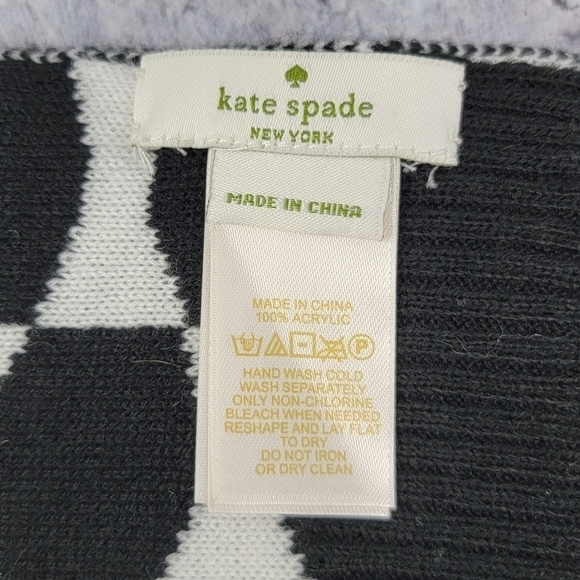 kate spade
NEW YORK
MADE IN CHINA
MADE IN CHINA
100% ACRYLIC
P
HAND WASH COLD
WASH SEPARATELY
ONLY NON-CHLORINE
BLEACH WHEN NEEDED
RESHAPE AND LAY FLAT
TO DRY
DO NOT IRON
OR DRY CLEAN